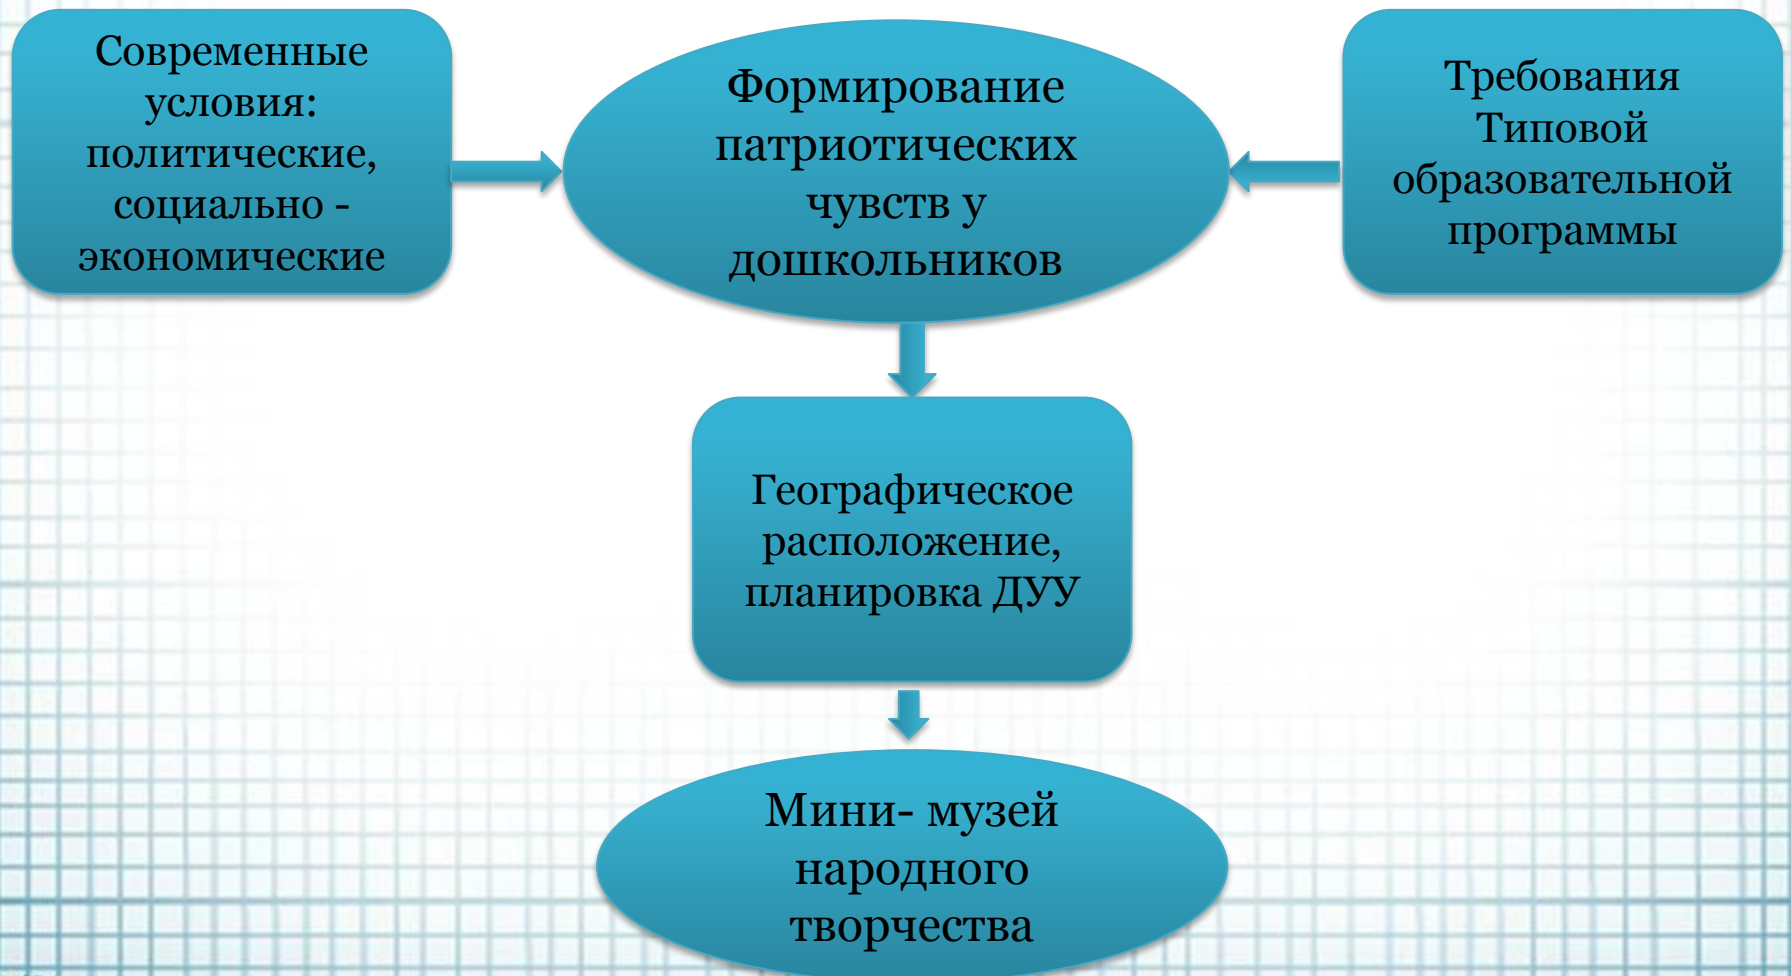 Современные
условия:
политические,
социально -
экономические
Формирование
патриотических
чувств у
дошкольников
Требования
Типовой
образовательной
программы
Географическое
расположение,
планировка ДУУ
Мини- музей
народного
творчества